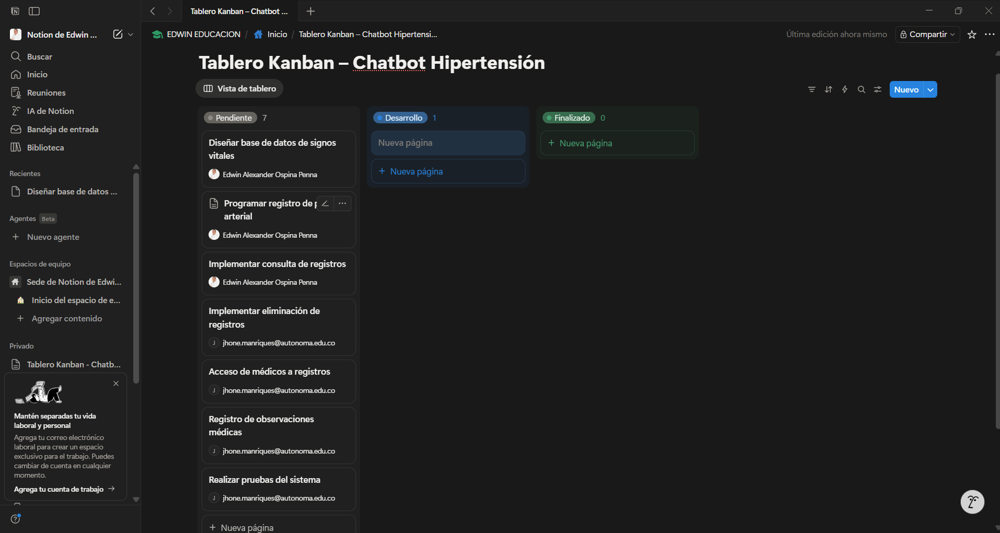 Tablero Kanban – Chatbot ...
Notion de Edwin ...
EDWIN EDUCACION / Inicio / Tablero Kanban – Chatbot Hipertensi...
Última edición ahora mismo
Compartir
Buscar
Inicio
Reuniones
IA de Notion
Bandeja de entrada
Biblioteca
Recientes
Diseñar base de datos ...
Agentes Beta
Nuevo agente
Espacios de equipo
Sede de Notion de Edwi...
Inicio del espacio de e...
Agregar contenido
Privado
Tablero Kanban - Chatb...
Mantén separadas tu vida
laboral y personal
Agrega tu correo electrónico
laboral para crear un espacio
exclusivo para el trabajo. Puedes
cambiar de cuenta en cualquier
momento.
Agrega tu cuenta de trabajo →
Tablero Kanban – Chatbot Hipertensión
Vista de tablero
Nuevo
Pendiente 7
Diseñar base de datos de signos
vitales
Edwin Alexander Ospina Penna
Programar registro de
arterial
Edwin Alexander Ospina Penna
Implementar consulta de registros
Edwin Alexander Ospina Penna
Implementar eliminación de
registros
J jhone.manriques@autonoma.edu.co
Acceso de médicos a registros
J jhone.manriques@autonoma.edu.co
Registro de observaciones
médicas
J jhone.manriques@autonoma.edu.co
Realizar pruebas del sistema
J jhone.manriques@autonoma.edu.co
+ Nueva página
Desarrollo 1
Nueva página
+ Nueva página
Finalizado 0
+ Nueva página